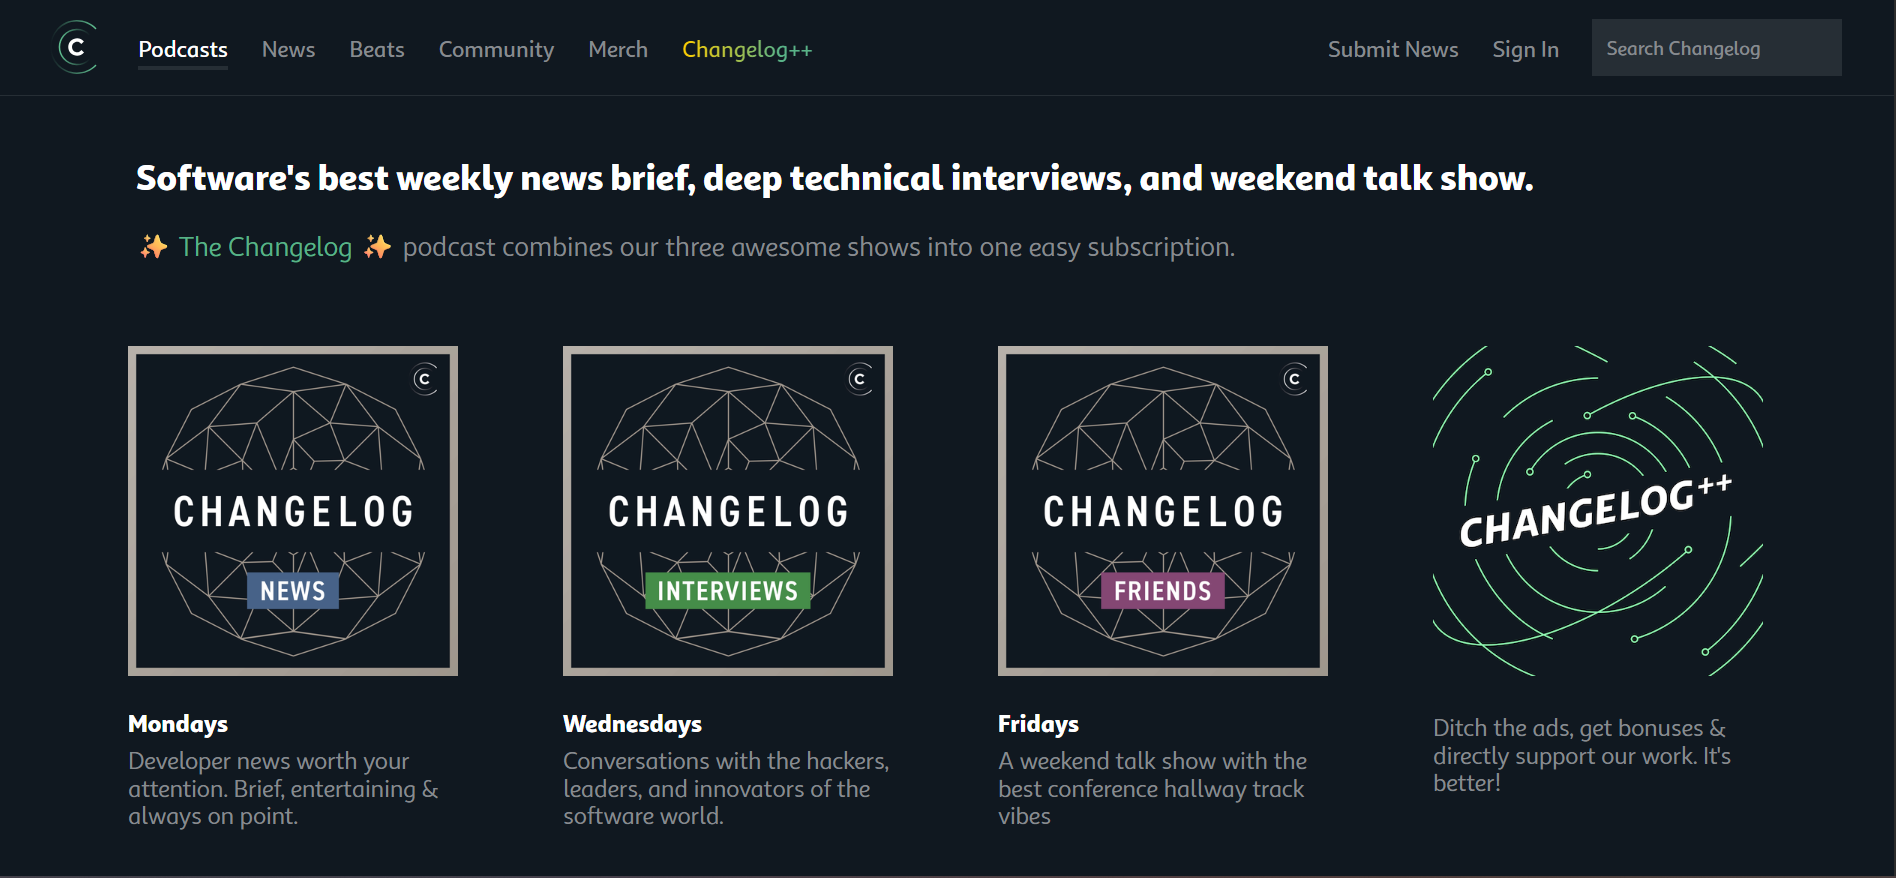 C
Podcasts News Beats Community Merch Changelog++ Submit News Sign In Search Changelog
Software's best weekly news brief, deep technical interviews, and weekend talk show.
✨ The Changelog ✨ podcast combines our three awesome shows into one easy subscription.
C
CHANGELOG
NEWS
C
CHANGELOG
INTERVIEWS
C
CHANGELOG
FRIENDS
CHANGELOG++
Mondays
Developer news worth your
attention. Brief, entertaining &
always on point.
Wednesdays
Conversations with the hackers,
leaders, and innovators of the
software world.
Fridays
A weekend talk show with the
best conference hallway track
vibes
Ditch the ads, get bonuses &
directly support our work. It's
better!